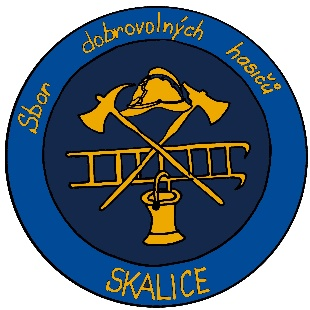 Sbor dobrovolných hasičů
SKALICE